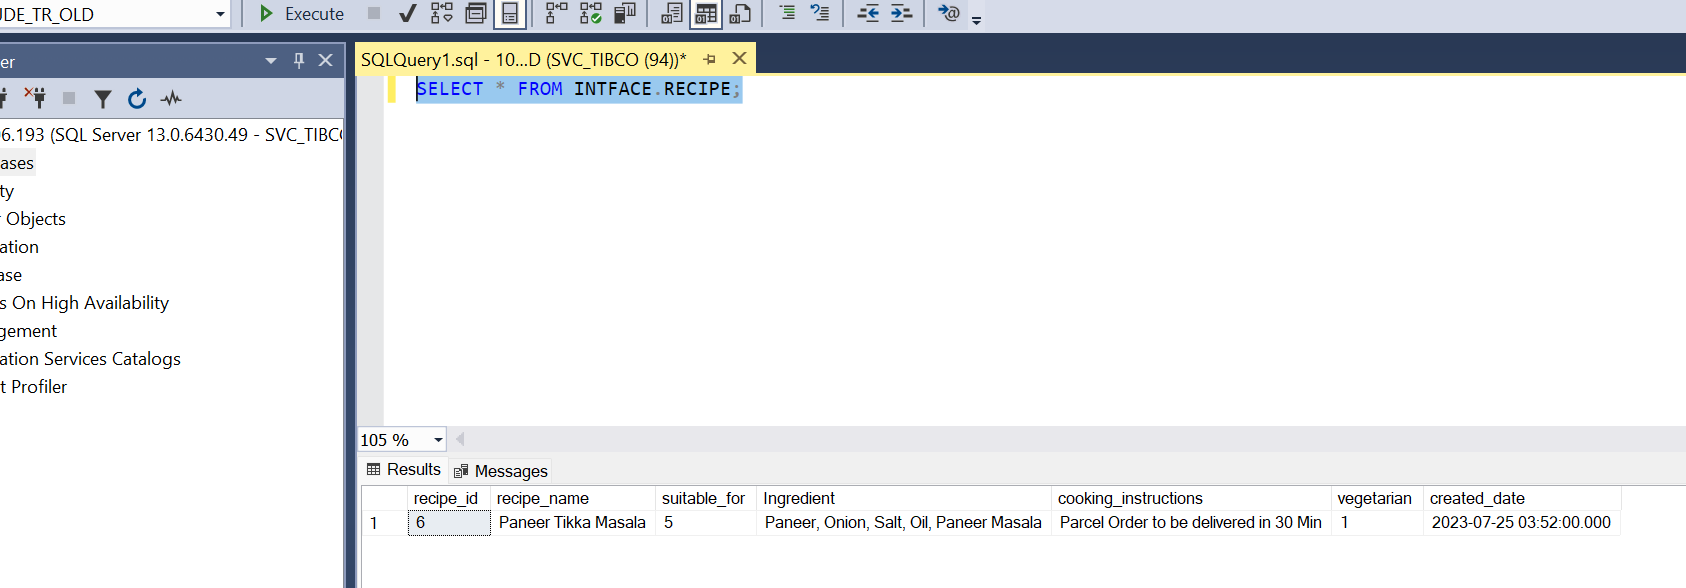 JDE_TR_OLD
Execute
er
SQLQuery1.sql - 10...D (SVC_TIBCO (94))*
SELECT * FROM INTFACE.RECIPE;
6.193 (SQL Server 13.0.6430.49 - SVC_TIBC
ases
ty
r Objects
ation
ase
s On High Availability
gement
ation Services Catalogs
t Profiler
105 %
Results Messages
recipe_id recipe_name suitable_for Ingredient cooking_instructions vegetarian created_date
1 6 Paneer Tikka Masala 5 Paneer, Onion, Salt, Oil, Paneer Masala Parcel Order to be delivered in 30 Min 1 2023-07-25 03:52:00.000